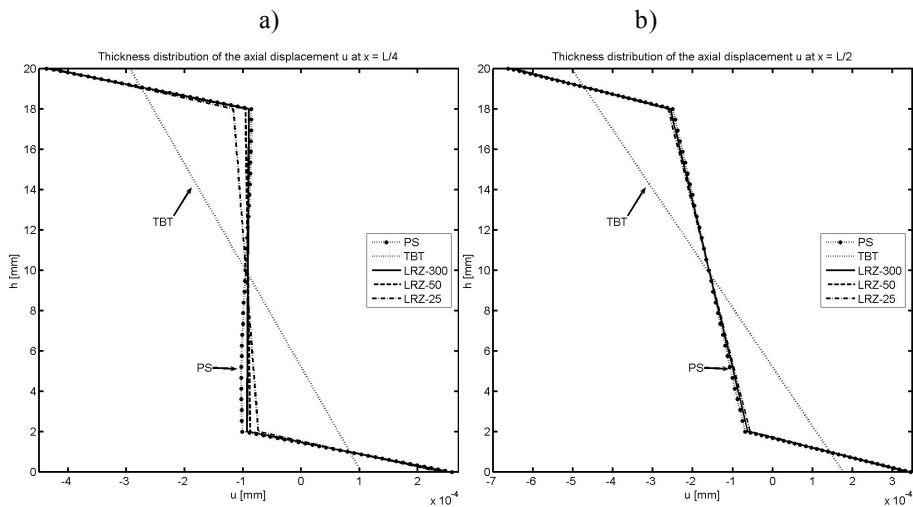 a)
b)
Thickness distribution of the axial displacement u at x = L/4
20
18
16
14
12
10
8
6
4
2
0
h [mm]
TBT
PS
PS
TBT
LRZ-300
LRZ-50
LRZ-25
-4
-3
-2
-1
0
1
2
x 10⁻⁴
u [mm]
Thickness distribution of the axial displacement u at x = L/2
20
18
16
14
12
10
8
6
4
2
0
h [mm]
TBT
PS
PS
TBT
LRZ-300
LRZ-50
LRZ-25
-7
-6
-5
-4
-3
-2
-1
0
1
2
3
x 10⁻⁴
u [mm]